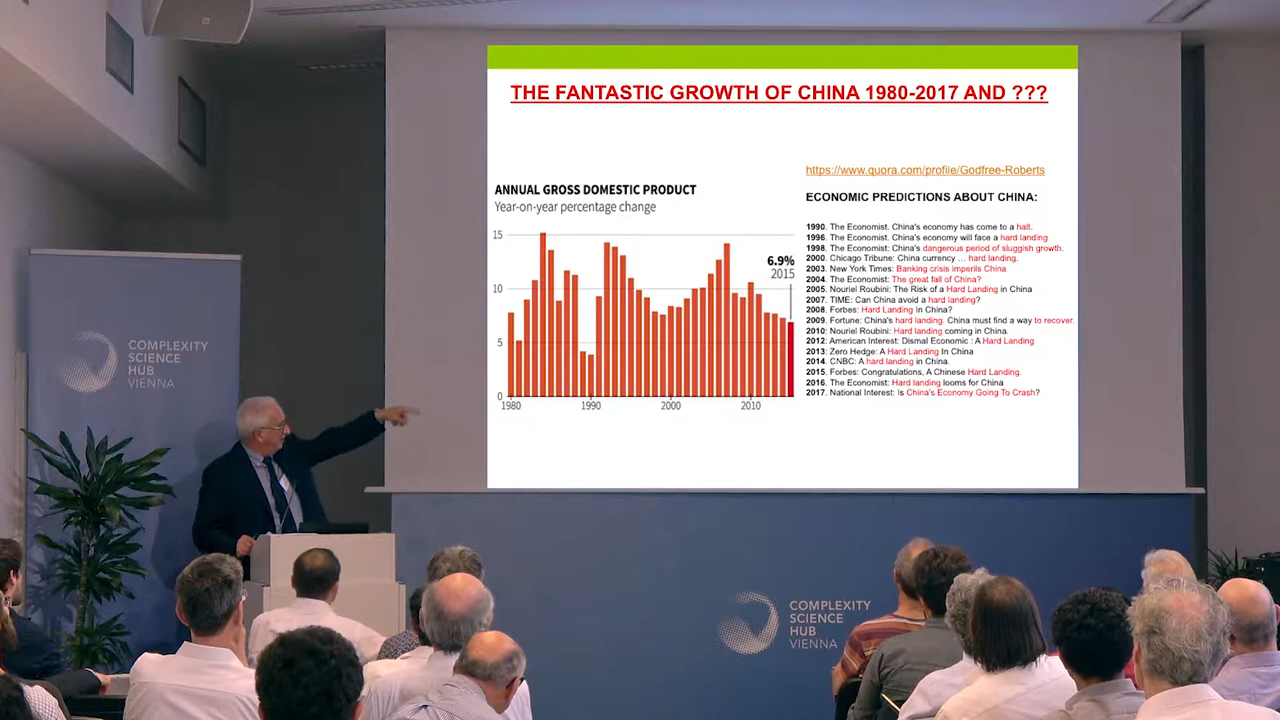 THE FANTASTIC GROWTH OF CHINA 1980-2017 AND ???
https://www.quora.com/profile/Godfree-Roberts
ANNUAL GROSS DOMESTIC PRODUCT
Year-on-year percentage change
15
10
5
0
1980
1990
2000
2010
6.9%
2015
ECONOMIC PREDICTIONS ABOUT CHINA:
1990. The Economist. China's economy has come to a halt.
1996. The Economist. China's economy will face a hard landing
1998. The Economist: China's dangerous period of sluggish growth.
2000. Chicago Tribune: China currency ... hard landing.
2003. New York Times: Banking crisis imperils China
2004. The Economist: The great fall of China?
2005. Nouriel Roubini: The Risk of a Hard Landing in China
2007. TIME: Can China avoid a hard landing?
2008. Forbes: Hard Landing In China?
2009. Fortune: China's hard landing. China must find a way to recover.
2010: Nouriel Roubini: Hard landing coming in China.
2012: American Interest: Dismal Economic : A Hard Landing
2013: Zero Hedge: A Hard Landing In China
2014. CNBC: A hard landing in China.
2015. Forbes: Congratulations, A Chinese Hard Landing.
2016. The Economist: Hard landing looms for China
2017. National Interest: Is China's Economy Going To Crash?
COMPLEXITY
SCIENCE
HUB
VIENNA
COMPLEXITY
SCIENCE
HUB
VIENNA